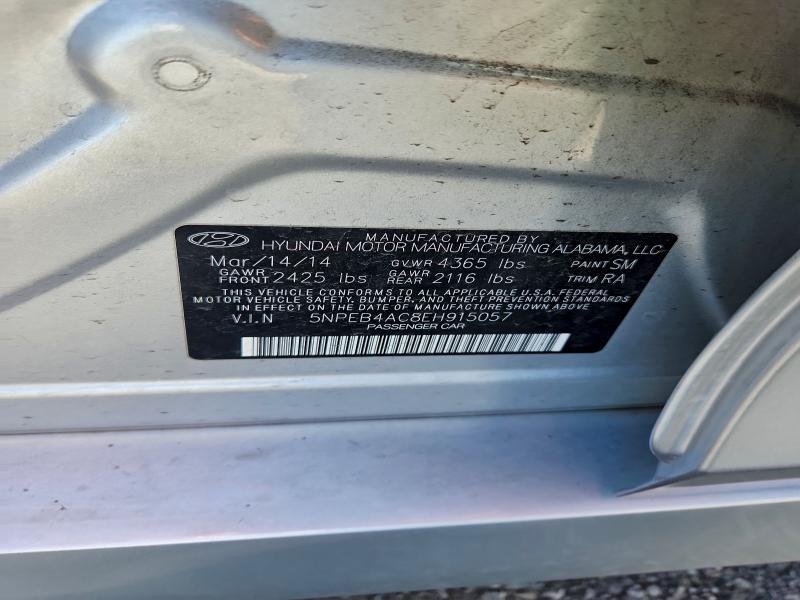 MANUFACTURED BY
HYUNDAI MOTOR MANUFACTURING ALABAMA, LLC
Mar/14/14 GVWR 4365 lbs PAINT SM
GAWR FRONT 2425 lbs GAWR REAR 2116 lbs TRIM RA
THIS VEHICLE CONFORMS TO ALL APPLICABLE U.S.A. FEDERAL
MOTOR VEHICLE SAFETY, BUMPER, AND THEFT PREVENTION STANDARDS
IN EFFECT ON THE DATE OF MANUFACTURE SHOWN ABOVE.
V.I.N 5NPEB4AC8EH915057
PASSENGER CAR